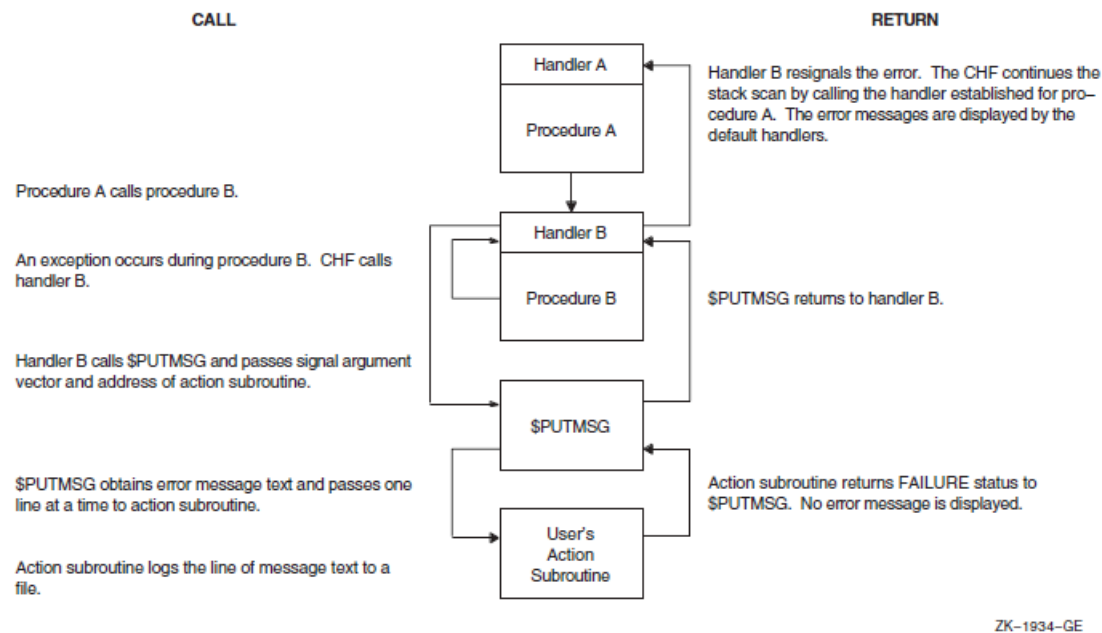 CALL
RETURN
Handler A
Procedure A
Handler B resignals the error. The CHF continues the
stack scan by calling the handler established for pro–
cedure A. The error messages are displayed by the
default handlers.
Procedure A calls procedure B.
Handler B
Procedure B
An exception occurs during procedure B. CHF calls
handler B.
$PUTMSG returns to handler B.
Handler B calls $PUTMSG and passes signal argument
vector and address of action subroutine.
$PUTMSG
$PUTMSG obtains error message text and passes one
line at a time to action subroutine.
Action subroutine returns FAILURE status to
$PUTMSG. No error message is displayed.
User's
Action
Subroutine
Action subroutine logs the line of message text to a
file.
ZK–1934–GE